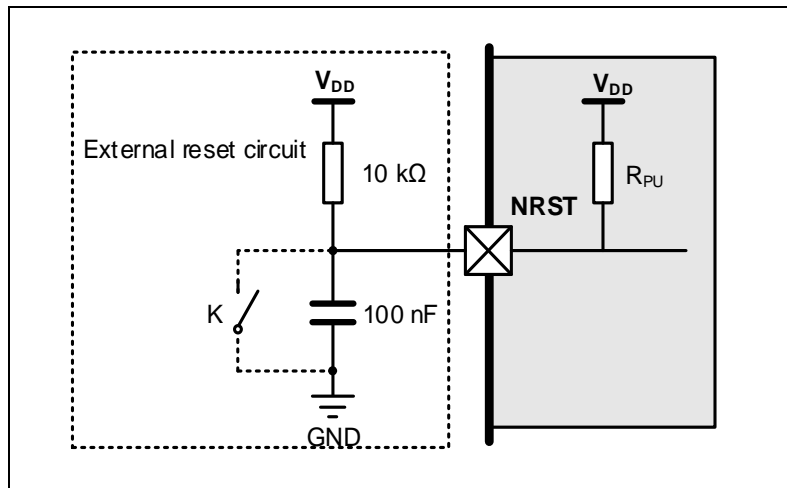 V_DD
External reset circuit
10 kΩ
K
100 nF
GND
V_DD
R_PU
NRST